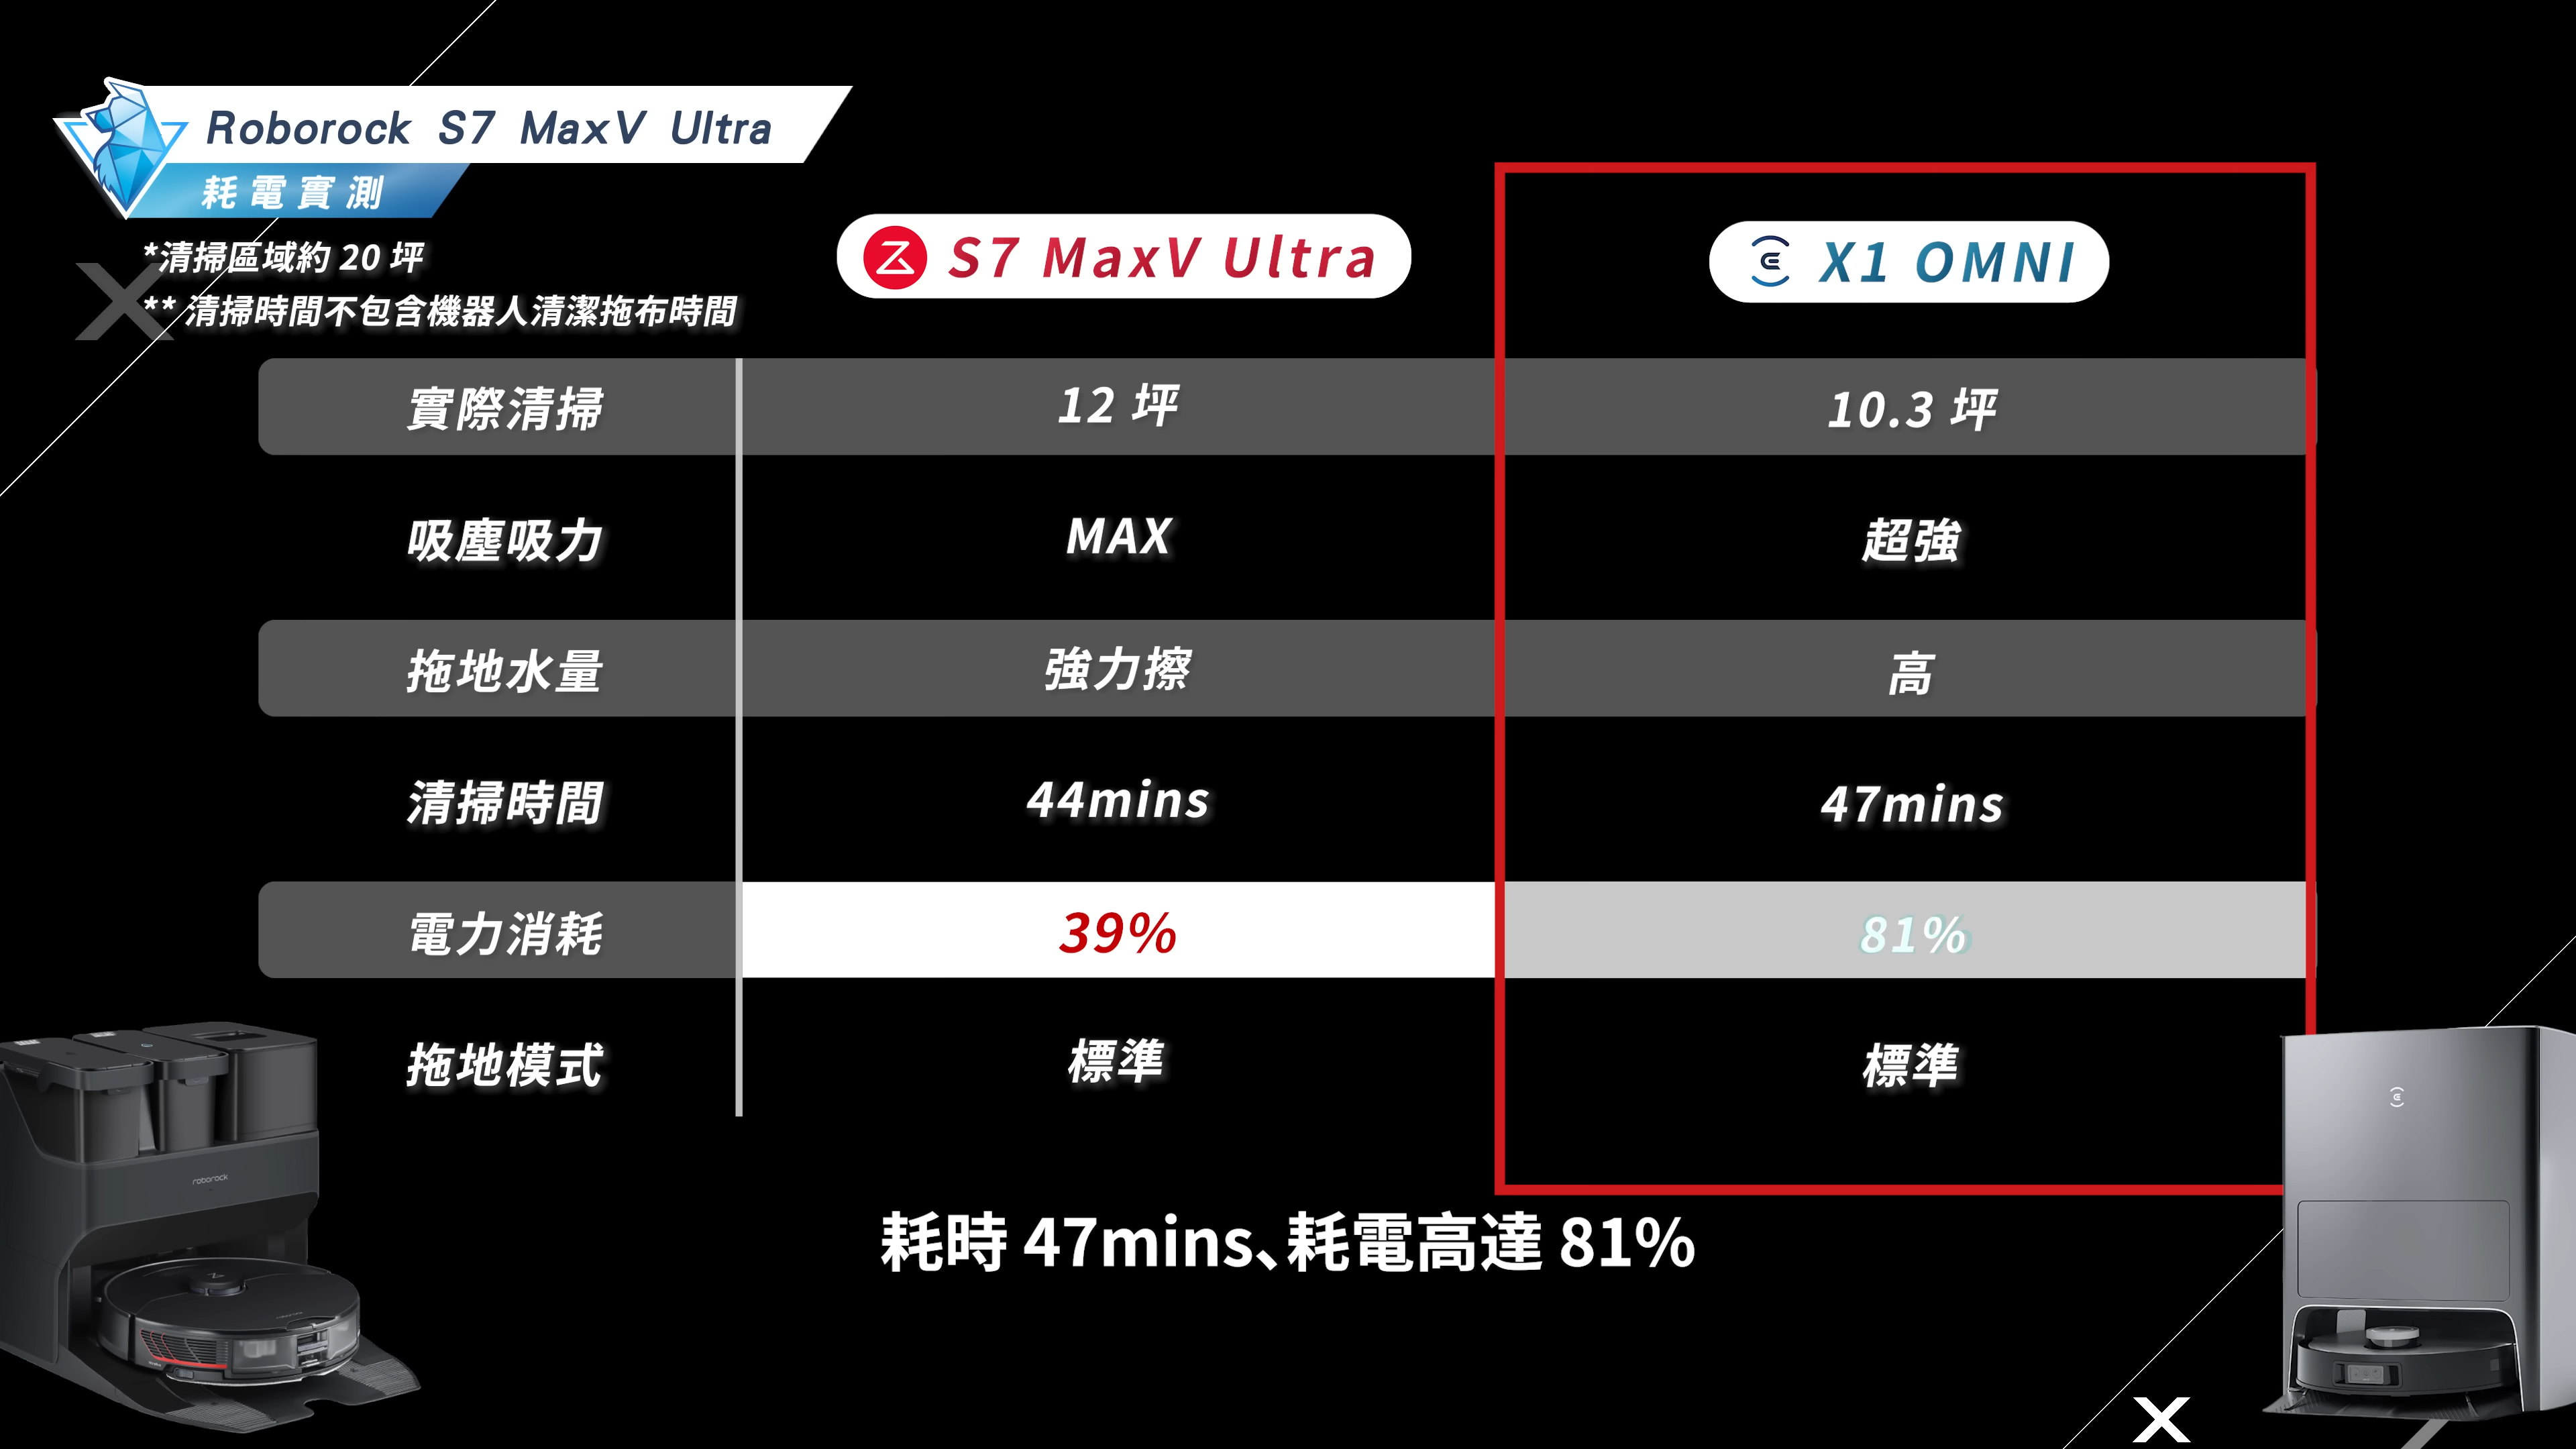 Roborock S7 MaxV Ultra
耗電實測
*清掃區域約 20 坪
** 清掃時間不包含機器人清潔拖布時間
S7 MaxV Ultra
X1 OMNI
實際清掃 12 坪 10.3 坪
吸塵吸力 MAX 超強
拖地水量 強力擦 高
清掃時間 44mins 47mins
電力消耗 39% 81%
拖地模式 標準 標準
roborock
耗時 47mins、耗電高達 81%